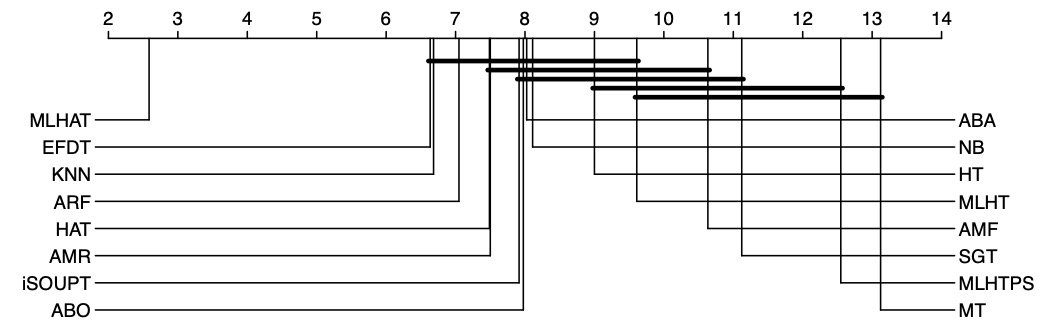 2 3 4 5 6 7 8 9 10 11 12 13 14
MLHAT ABA
EFDT NB
KNN HT
ARF MLHT
HAT AMF
AMR SGT
iSOUPT MLHTPS
ABO MT